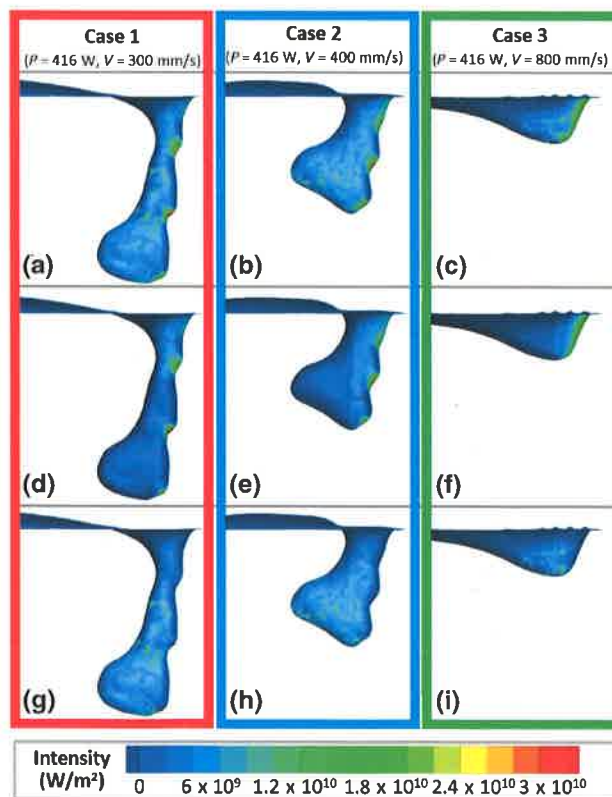 Case 1
(P = 416 W, V = 300 mm/s)
Case 2
(P = 416 W, V = 400 mm/s)
Case 3
(P = 416 W, V = 800 mm/s)
(a)
(b)
(c)
(d)
(e)
(f)
(g)
(h)
(i)
Intensity
(W/m²)
0 6 x 10⁹ 1.2 x 10¹⁰ 1.8 x 10¹⁰ 2.4 x 10¹⁰ 3 x 10¹⁰